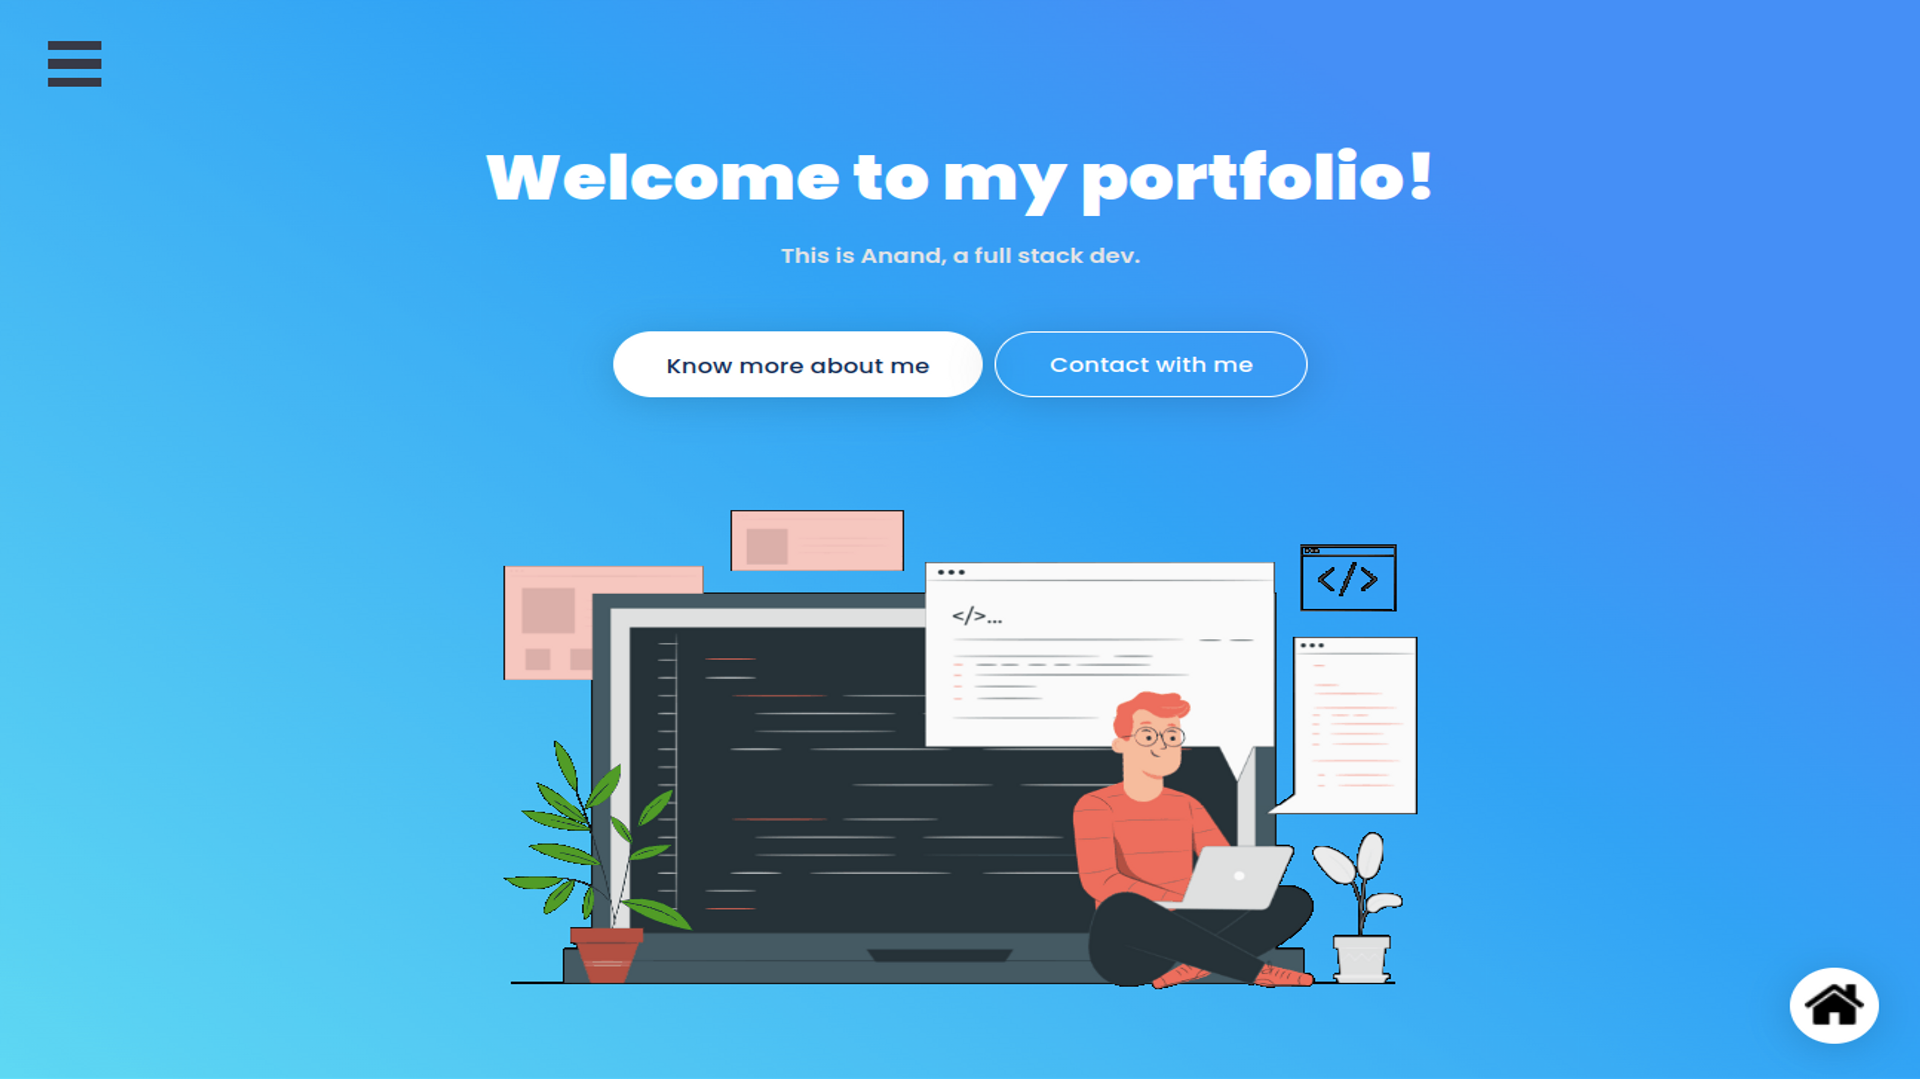 Welcome to my portfolio!
This is Anand, a full stack dev.
Know more about me
Contact with me
</>...
</>